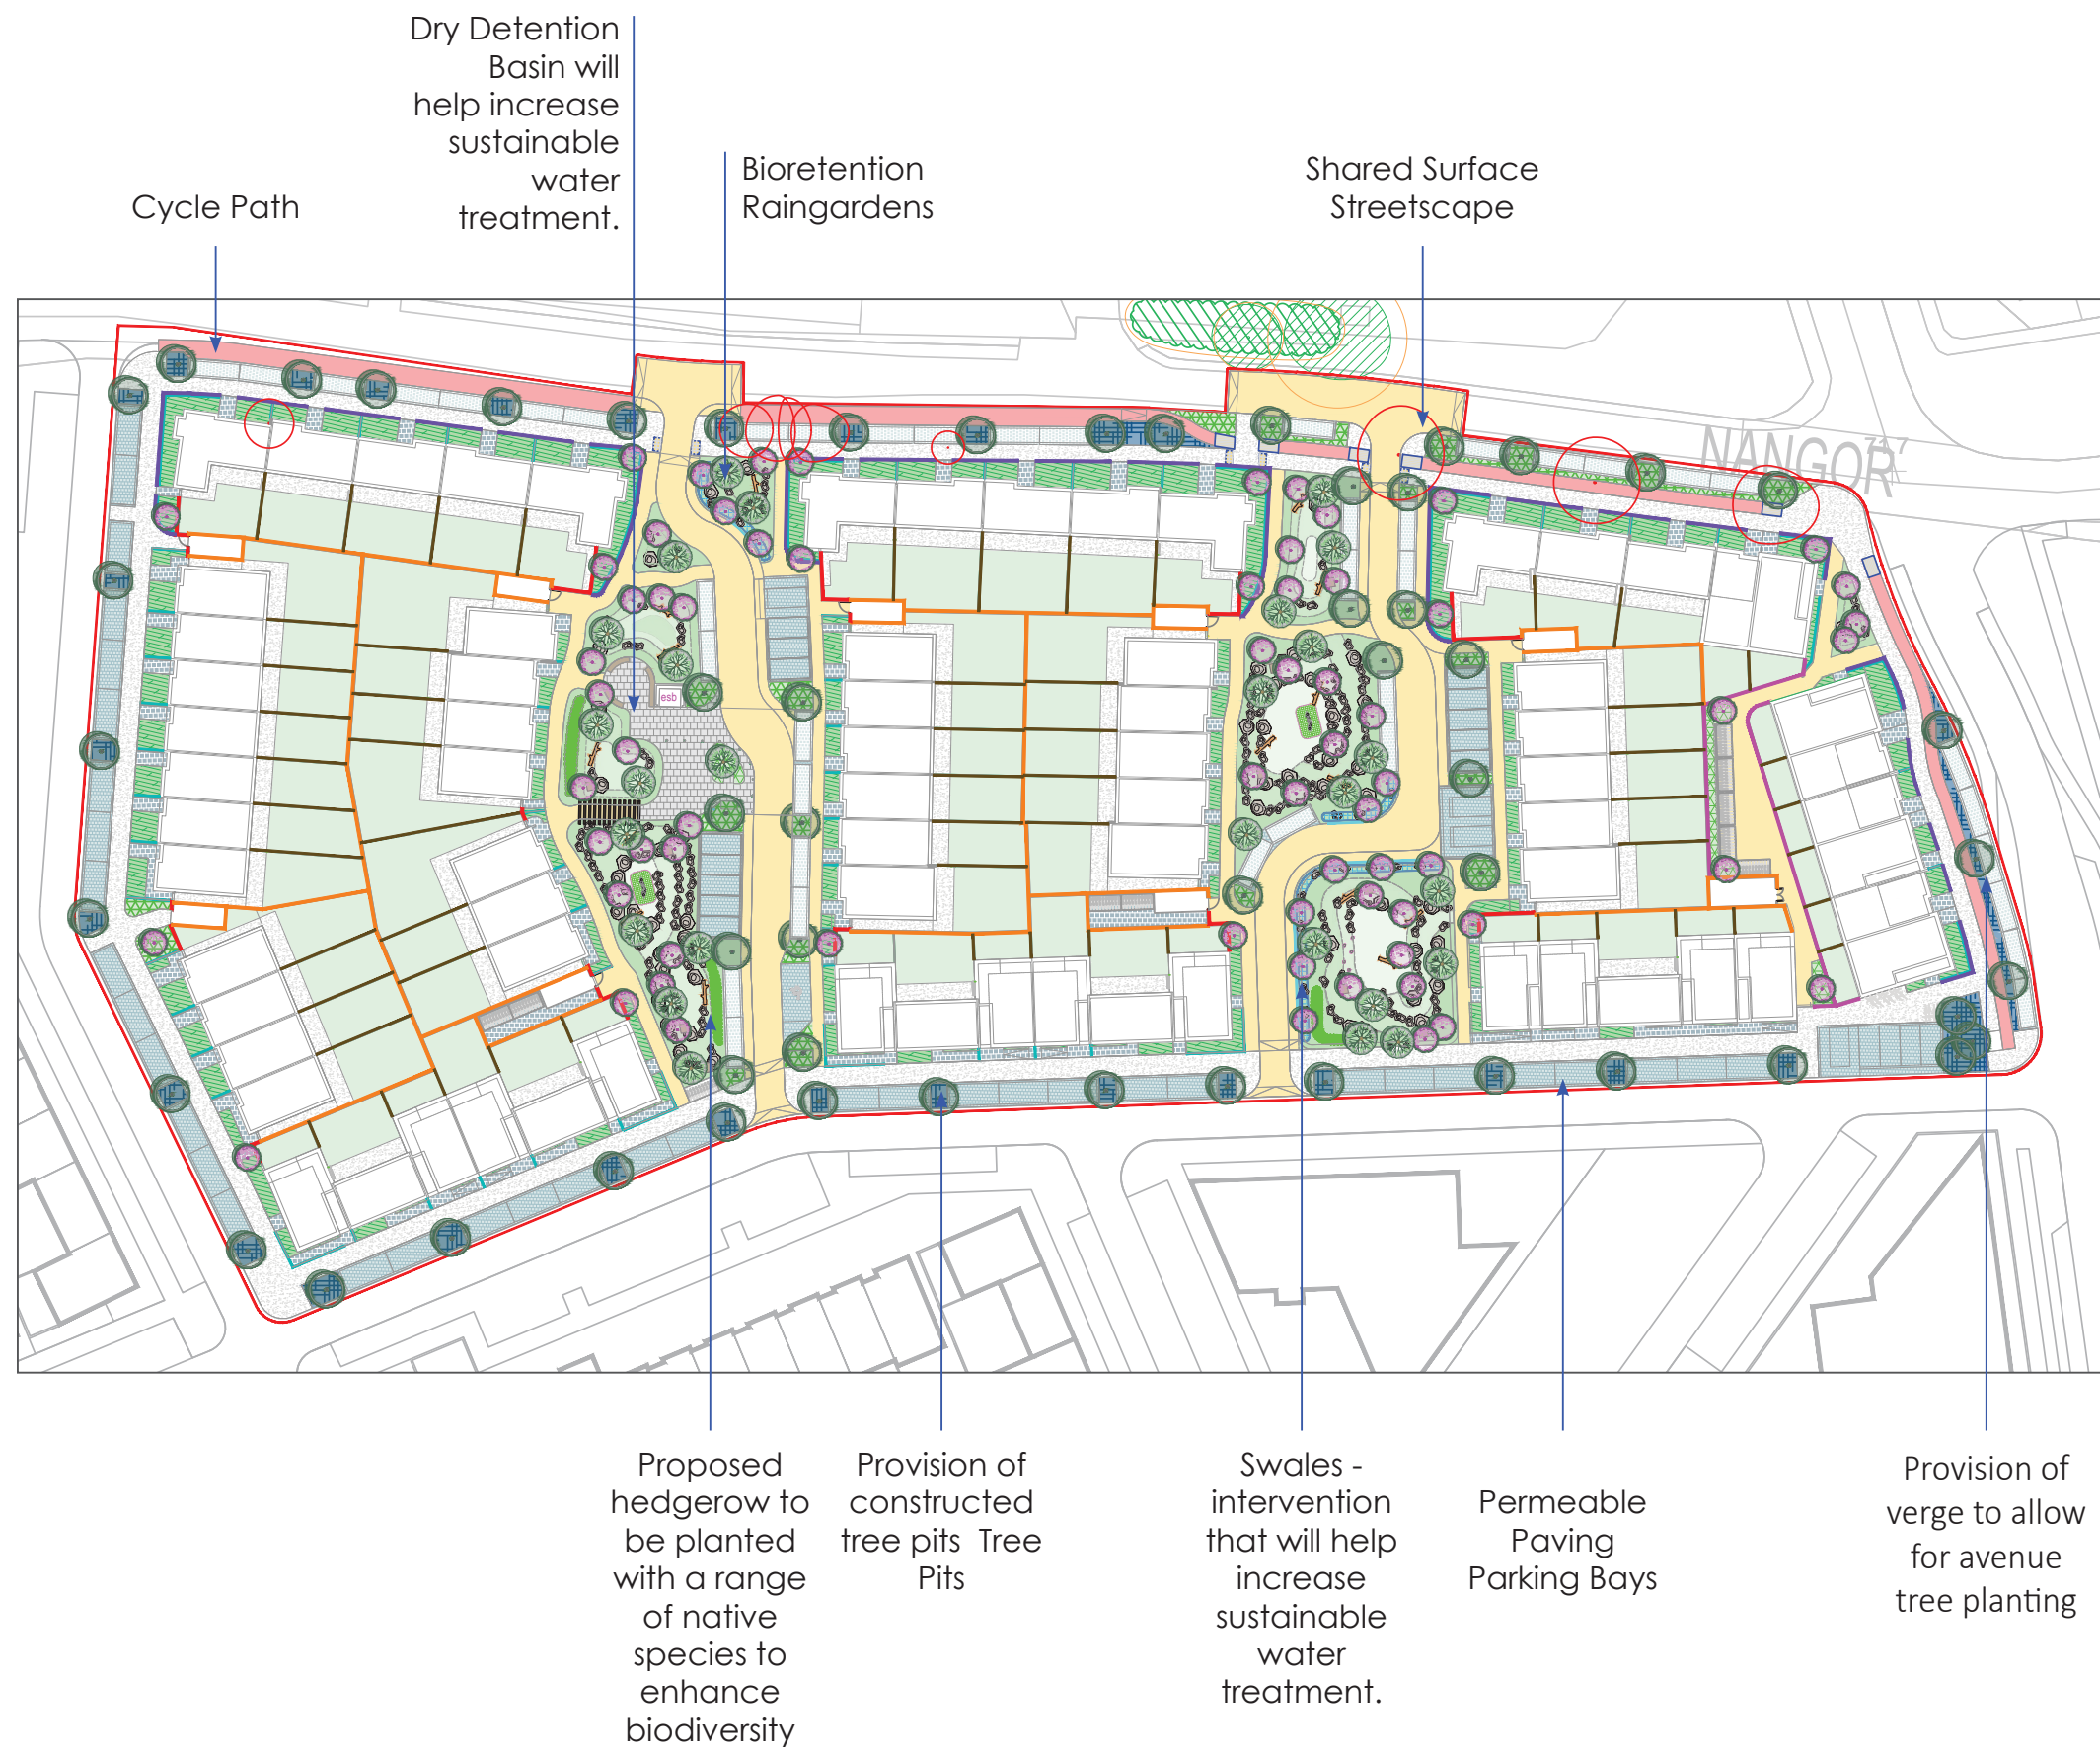 Dry Detention
Basin will
help increase
sustainable
water
treatment.
Cycle Path
Bioretention
Raingardens
Shared Surface
Streetscape
NANGOR
717
esb
Proposed
hedgerow to
be planted
with a range
of native
species to
enhance
biodiversity
Provision of
constructed
tree pits Tree
Pits
Swales -
intervention
that will help
increase
sustainable
water
treatment.
Permeable
Paving
Parking Bays
Provision of
verge to allow
for avenue
tree planting